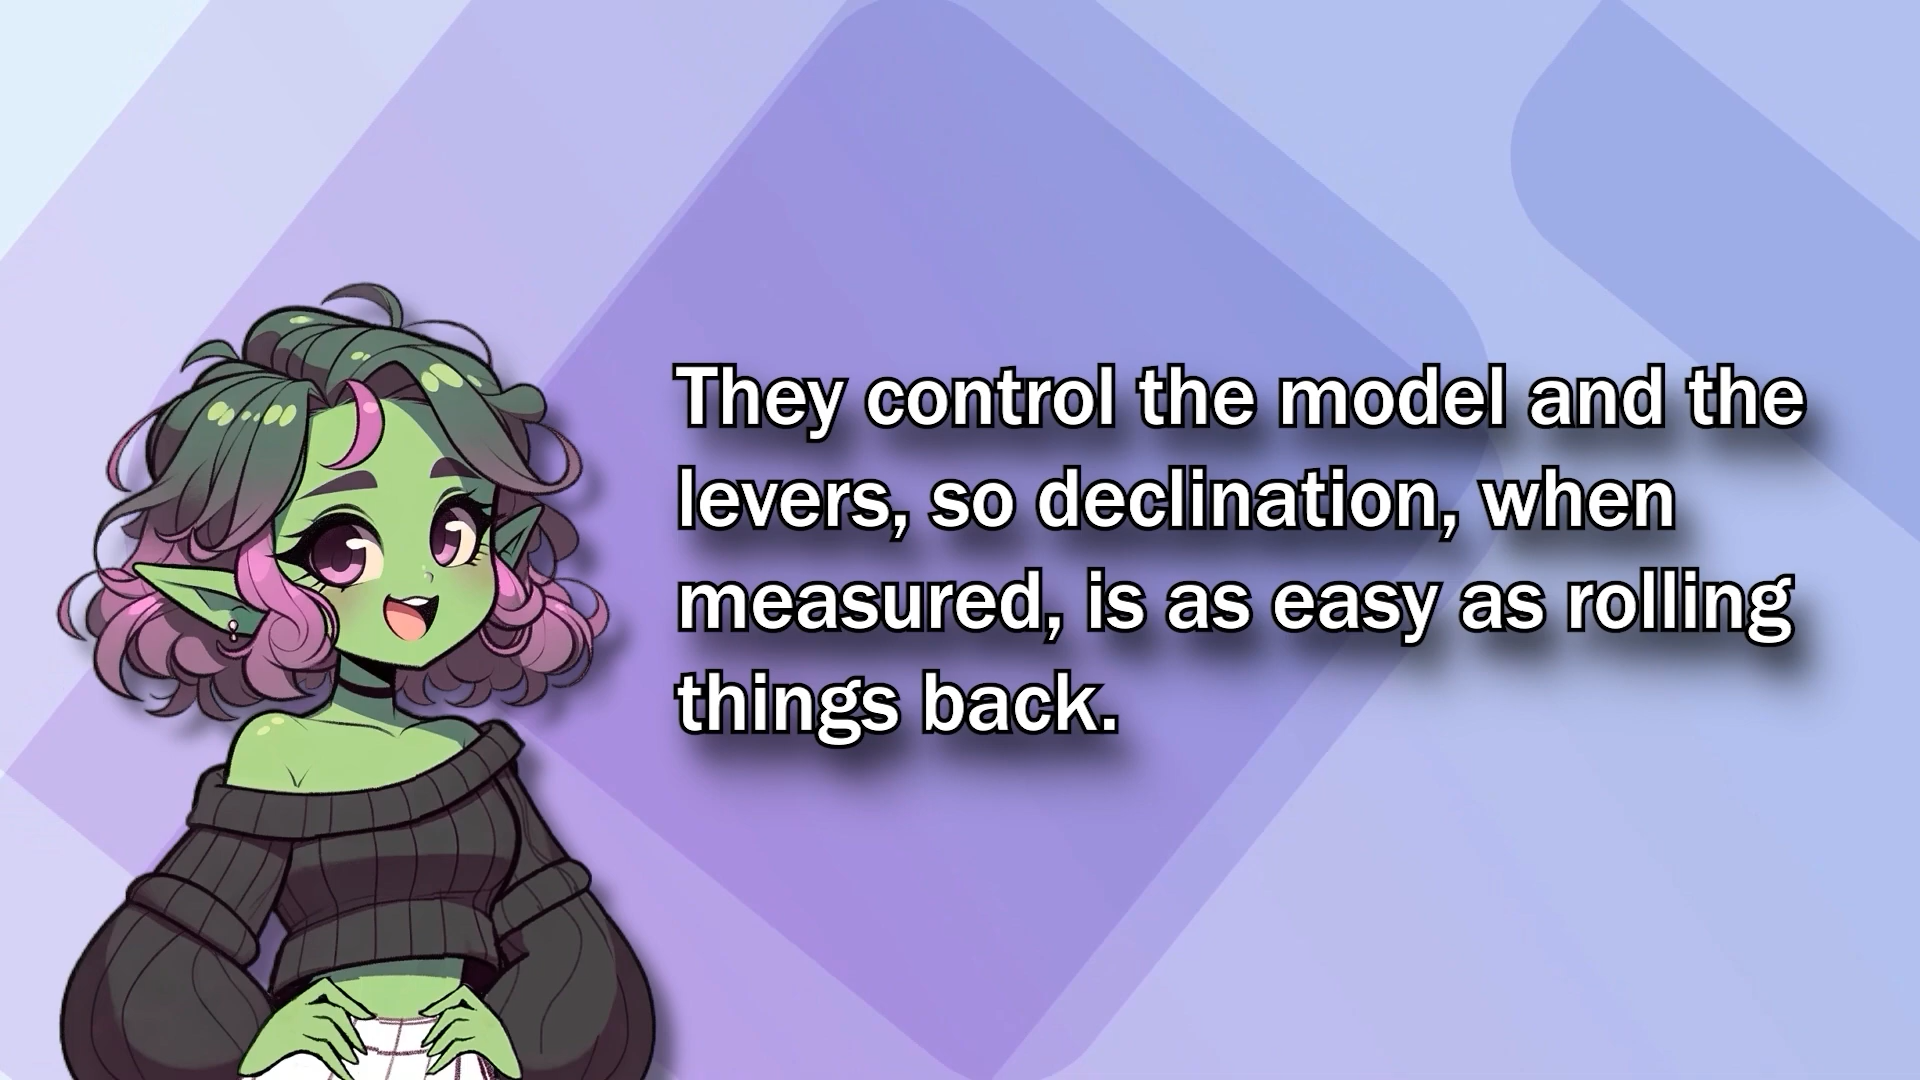 They control the model and the
levers, so declination, when
measured, is as easy as rolling
things back.